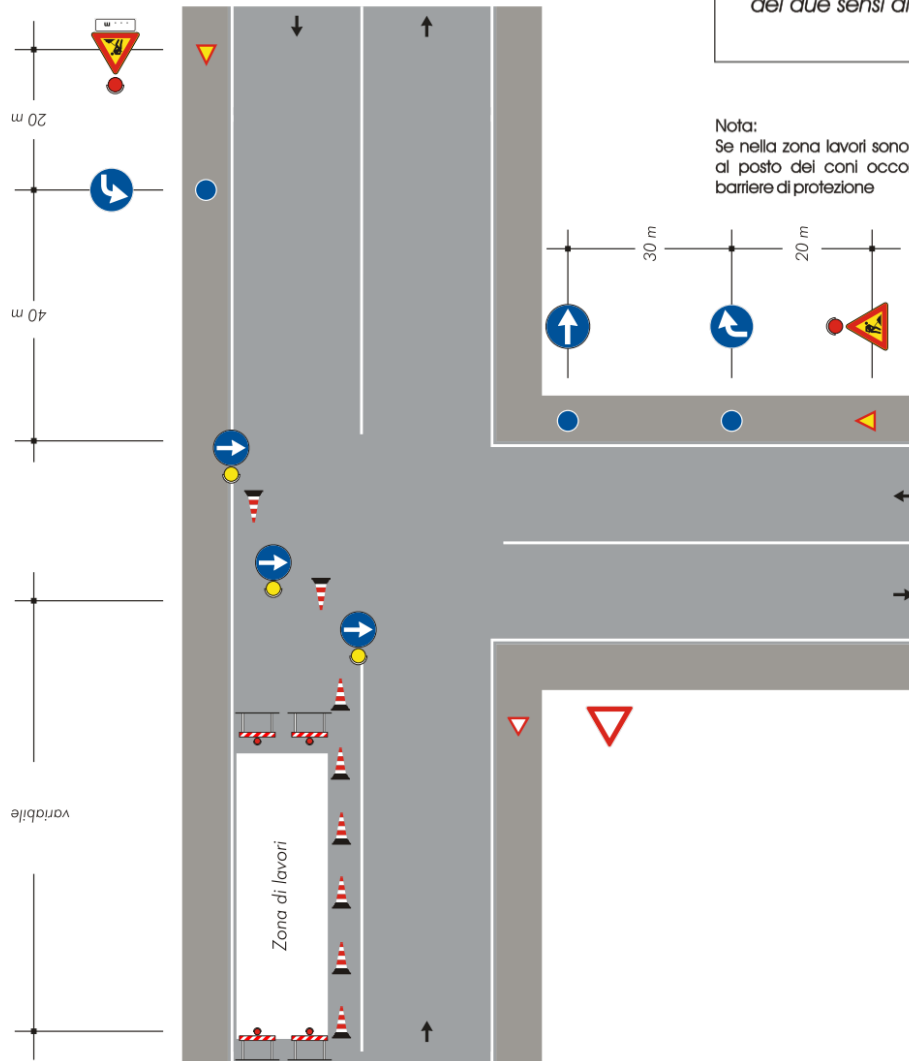 dei due sensi di
Nota:
Se nella zona lavori sono
al posto dei coni occo
barriere di protezione
m
20 m
30 m
20 m
40 m
variabile
Zona di lavori